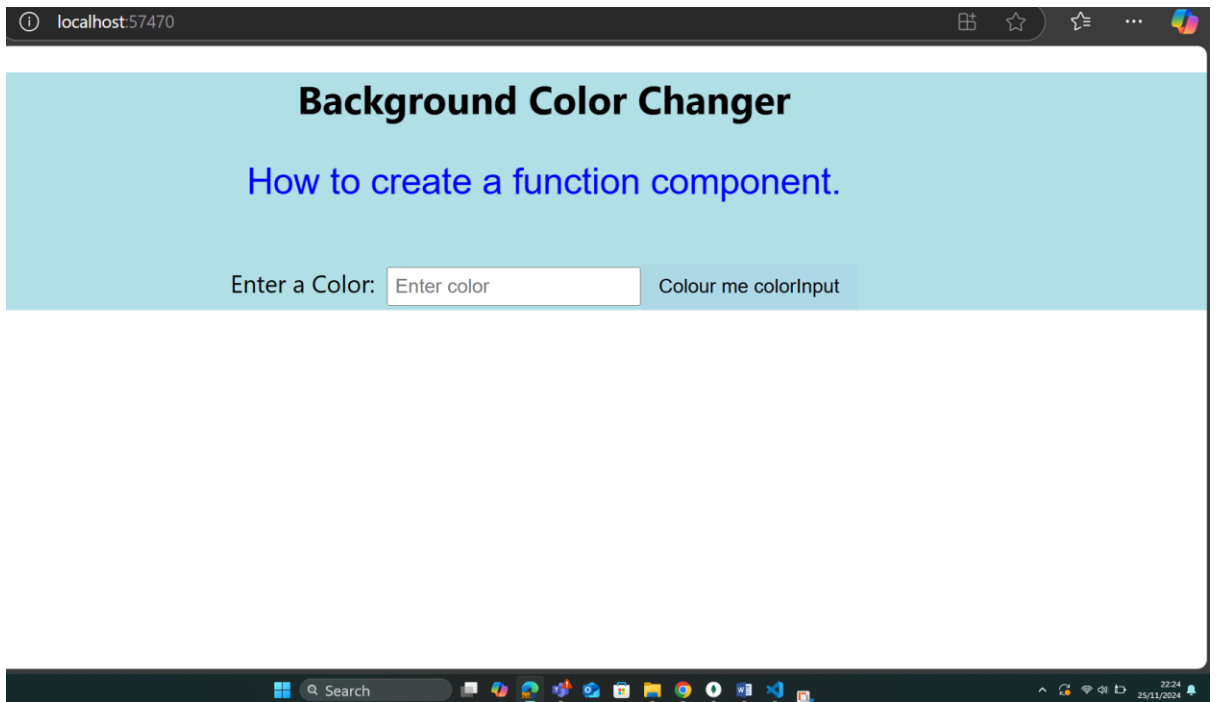 localhost:57470
Background Color Changer
How to create a function component.
Enter a Color: Enter color Colour me colorInput
Search
22:24
25/11/2024